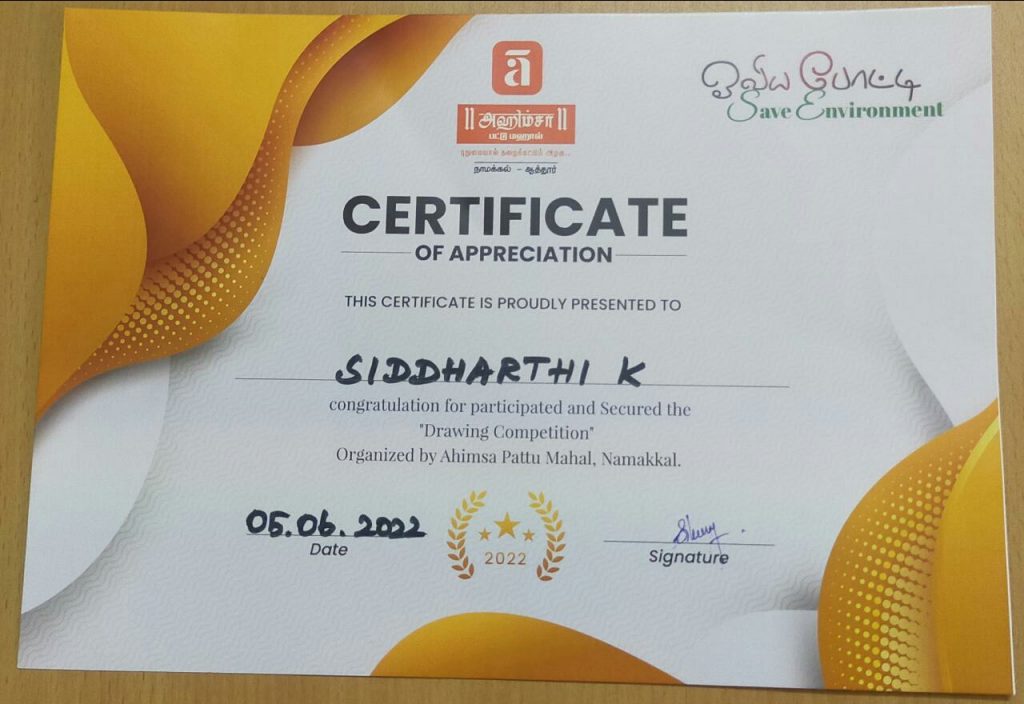 ā
|| அஹிம்சா ||
பட்டு மஹால்
நாமக்கல் - ஆத்தூர்
ஓவிய போட்டி
Save Environment
CERTIFICATE
OF APPRECIATION
THIS CERTIFICATE IS PROUDLY PRESENTED TO
SIDDHARTHI K
congratulation for participated and Secured the
"Drawing Competition"
Organized by Ahimsa Pattu Mahal, Namakkal.
05.06.2022
Date
2022
Signature